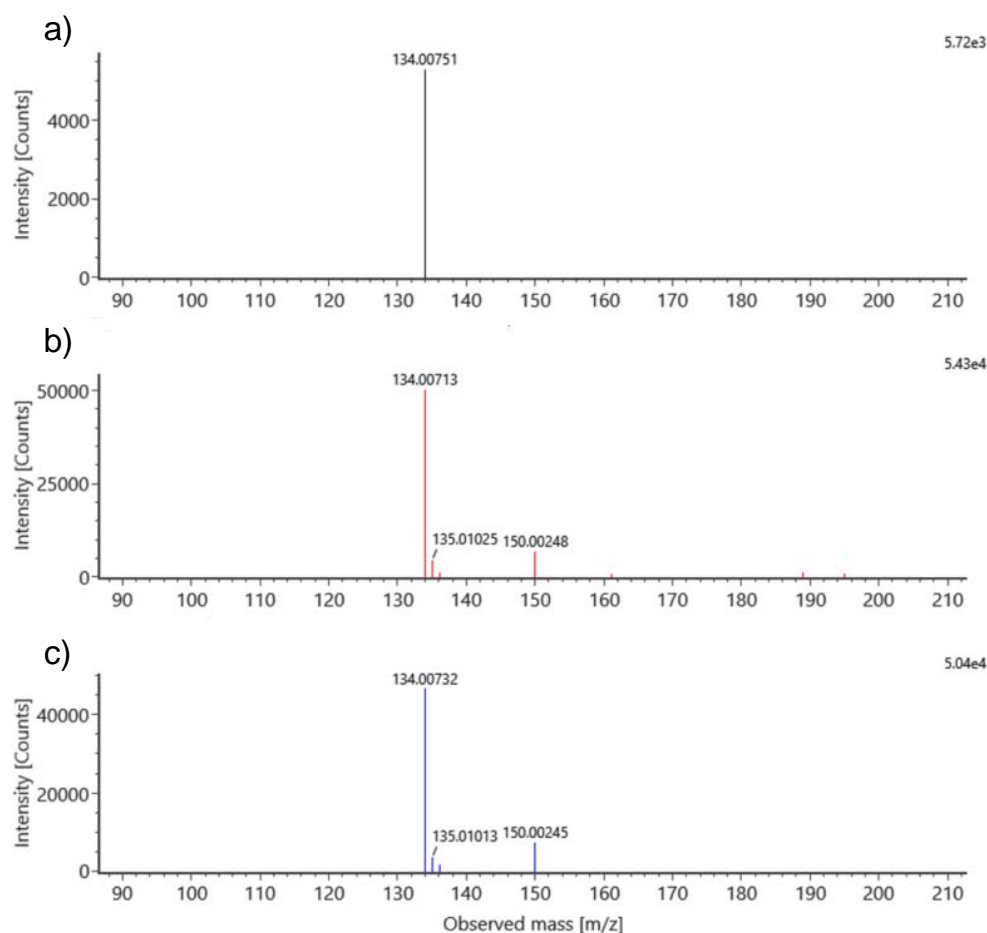 a)
5.72e3
134.00751
Intensity [Counts]
4000
2000
0
90 100 110 120 130 140 150 160 170 180 190 200 210
b)
5.43e4
134.00713
Intensity [Counts]
50000
25000
0
135.01025 150.00248
90 100 110 120 130 140 150 160 170 180 190 200 210
c)
5.04e4
134.00732
Intensity [Counts]
40000
20000
0
135.01013 150.00245
90 100 110 120 130 140 150 160 170 180 190 200 210
Observed mass [m/z]